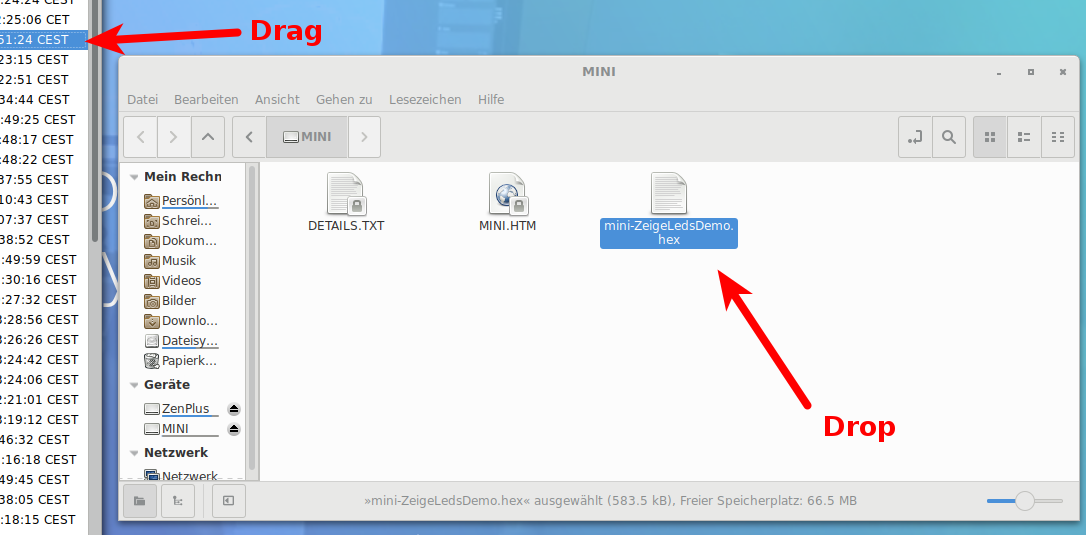 :24:24 CEST
:25:06 CET
51:24 CEST
Drag
23:15 CEST
22:51 CEST
34:44 CEST
:49:25 CEST
:48:17 CEST
:48:22 CEST
37:55 CEST
10:43 CEST
07:37 CEST
38:52 CEST
:49:59 CEST
:30:16 CEST
:27:32 CEST
3:28:56 CEST
3:26:26 CEST
3:24:42 CEST
3:24:06 CEST
2:21:01 CEST
3:19:12 CEST
46:32 CEST
:16:18 CEST
49:45 CEST
38:05 CEST
:18:15 CEST
MINI
Datei Bearbeiten Ansicht Gehen zu Lesezeichen Hilfe
MINI
Mein Rechn
Persönl...
Schrei...
Dokum...
Musik
Videos
Bilder
Downlo...
Dateisy...
Papierk...
Geräte
ZenPlus
MINI
Netzwerk
Netzwerk
DETAILS.TXT
MINI.HTM
mini-ZeigeLedsDemo.
hex
Drop
»mini-ZeigeLedsDemo.hex« ausgewählt (583.5 kB), Freier Speicherplatz: 66.5 MB